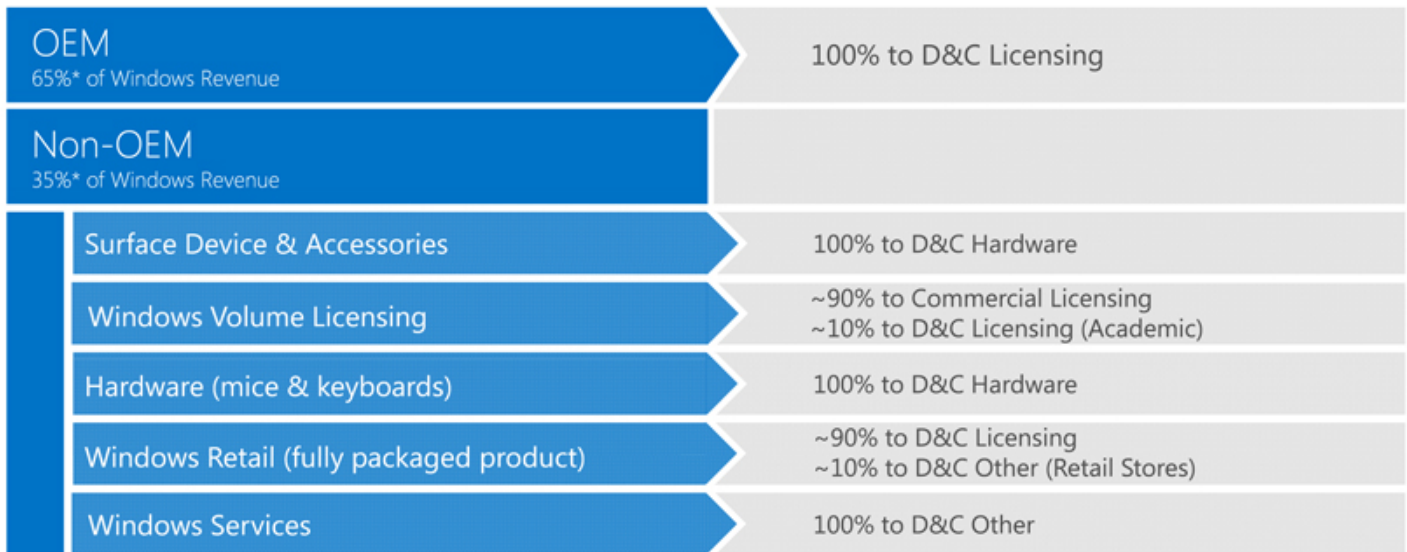 OEM
65%* of Windows Revenue
100% to D&C Licensing
Non-OEM
35%* of Windows Revenue
Surface Device & Accessories
100% to D&C Hardware
Windows Volume Licensing
~90% to Commercial Licensing
~10% to D&C Licensing (Academic)
Hardware (mice & keyboards)
100% to D&C Hardware
Windows Retail (fully packaged product)
~90% to D&C Licensing
~10% to D&C Other (Retail Stores)
Windows Services
100% to D&C Other